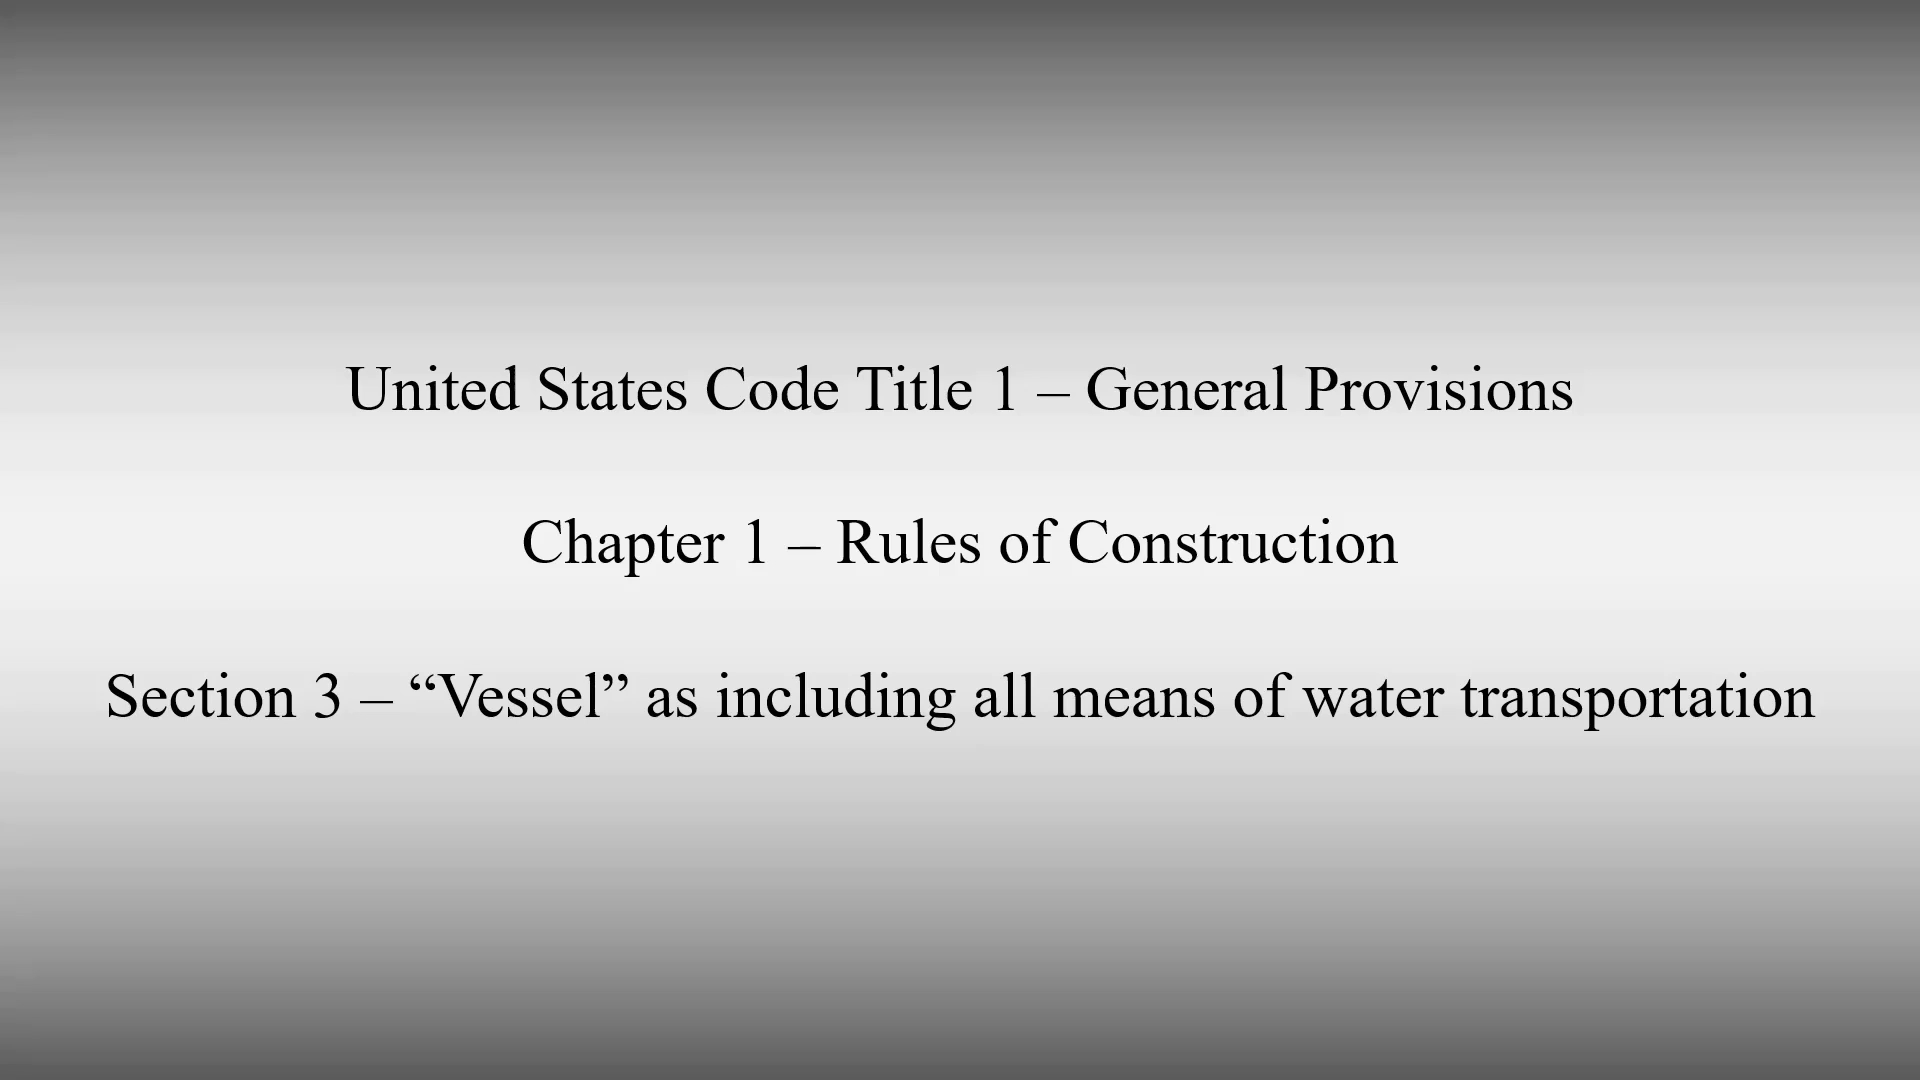 United States Code Title 1 – General Provisions
Chapter 1 – Rules of Construction
Section 3 – “Vessel” as including all means of water transportation